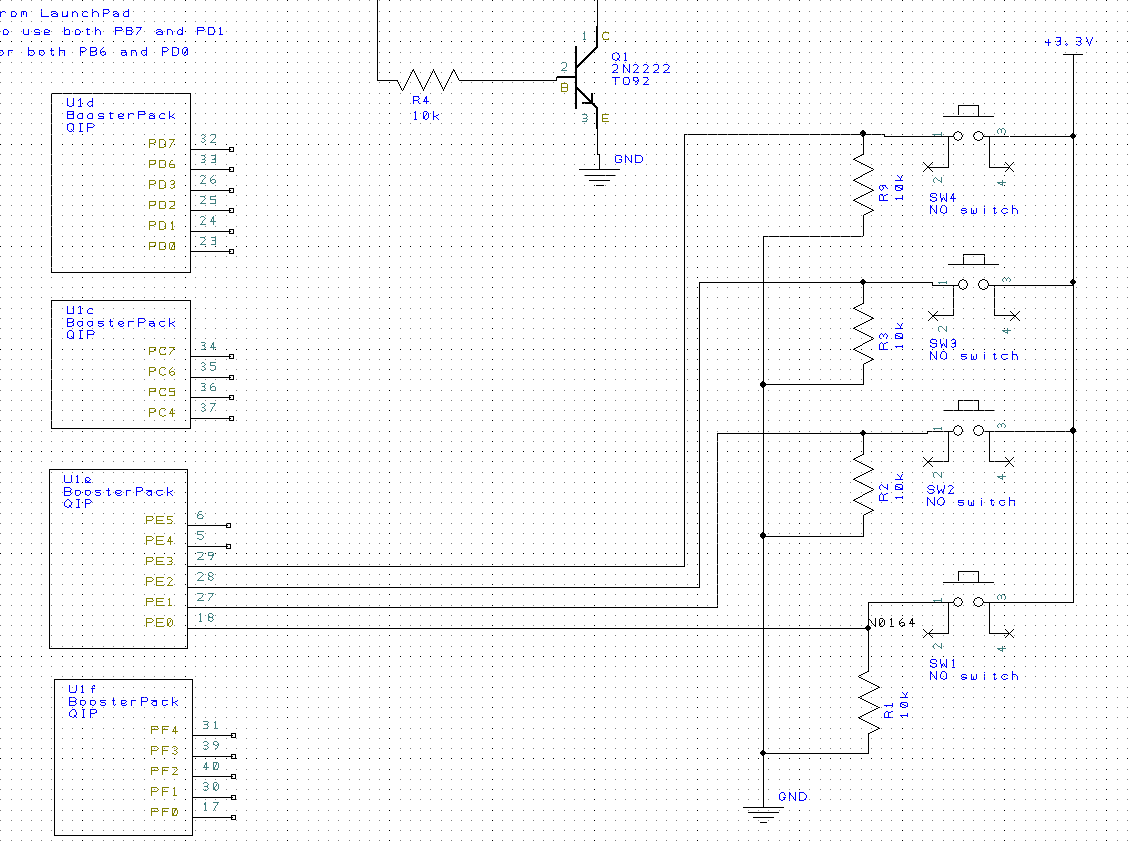 rom LaunchPad
o use both PB7 and PD1
or both PB6 and PD0
1 C
2
B
Q1
2N2222
TO92
3 E
R4
10k
GND
+3.3V
U1d
BoosterPack
QIP
PD7 32
PD6 33
PD3 26
PD2 25
PD1 24
PD0 23
U1c
BoosterPack
QIP
PC7 34
PC6 35
PC5 36
PC4 37
U1e
BoosterPack
QIP
PE5 6
PE4 5
PE3 29
PE2 28
PE1 27
PE0 18
U1f
BoosterPack
QIP
PF4 31
PF3 39
PF2 40
PF1 30
PF0 17
R9
10k
1 3
2 4
SW4
NO switch
R3
10k
1 3
2 4
SW3
NO switch
R2
10k
1 3
2 4
SW2
NO switch
1 3
N0164
2 4
SW1
NO switch
R1
10k
GND